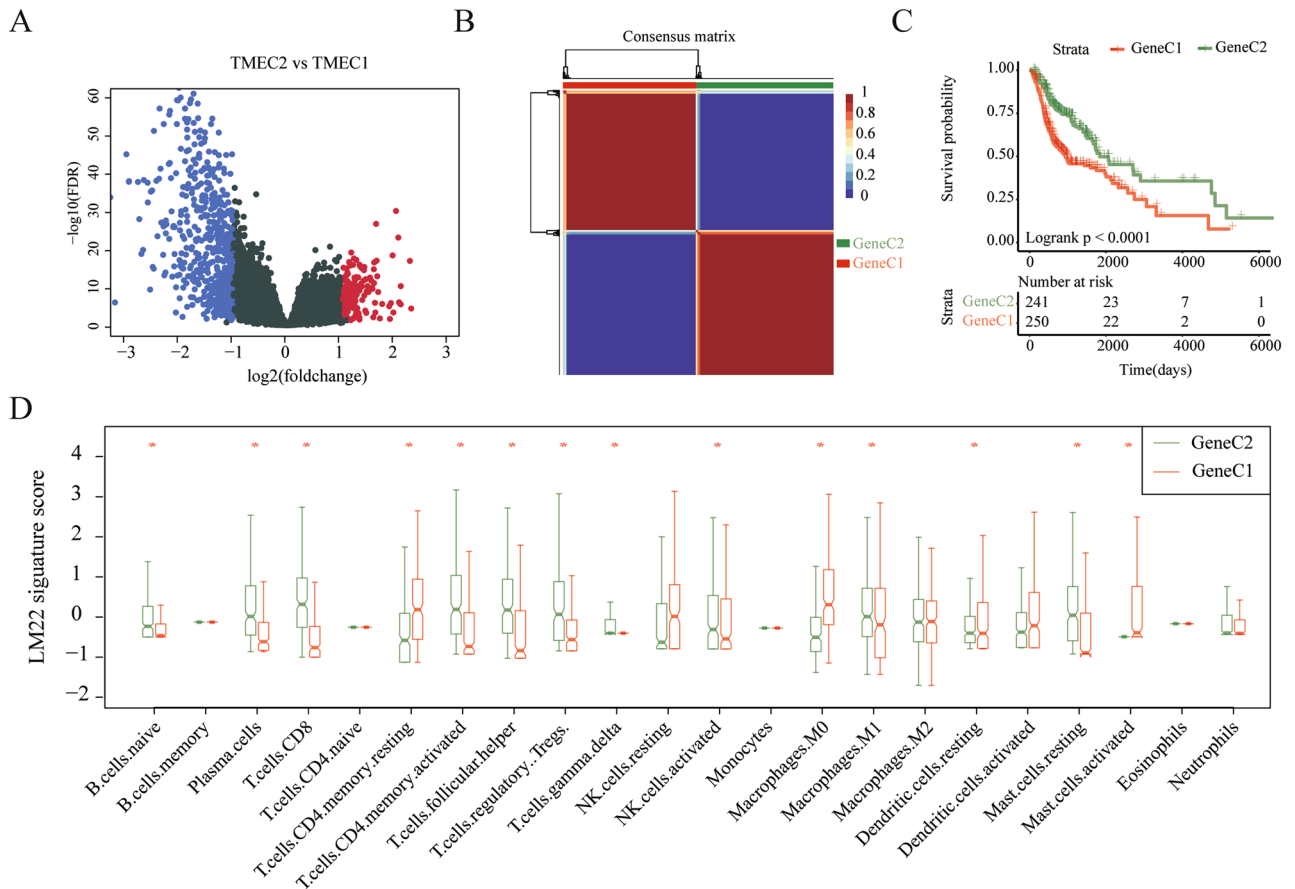 A
TMEC2 vs TMEC1
−log10(FDR)
60
50
40
30
20
10
0
−3 −2 −1 0 1 2 3
log2(foldchange)
B
Consensus matrix
1
0.8
0.6
0.4
0.2
0
GeneC2
GeneC1
C
Strata GeneC1 GeneC2
Survival probability
1.00
0.75
0.50
0.25
0.00
Logrank p < 0.0001
0 2000 4000 6000
Number at risk
Strata
GeneC2 241 23 7 1
GeneC1 250 22 2 0
0 2000 4000 6000
Time(days)
D
LM22 siguature score
4
3
2
1
0
−1
−2
* * * * * * * * * * * * * *
GeneC2
GeneC1
B.cells.naive
B.cells.memory
Plasma.cells
T.cells.CD8
T.cells.CD4.naive
T.cells.CD4.memory.resting
T.cells.CD4.memory.activated
T.cells.follicular.helper
T.cells.regulatory..Tregs.
T.cells.gamma.delta
NK.cells.resting
NK.cells.activated
Monocytes
Macrophages.M0
Macrophages.M1
Macrophages.M2
Dendritic.cells.resting
Dendritic.cells.activated
Mast.cells.resting
Mast.cells.activated
Eosinophils
Neutrophils